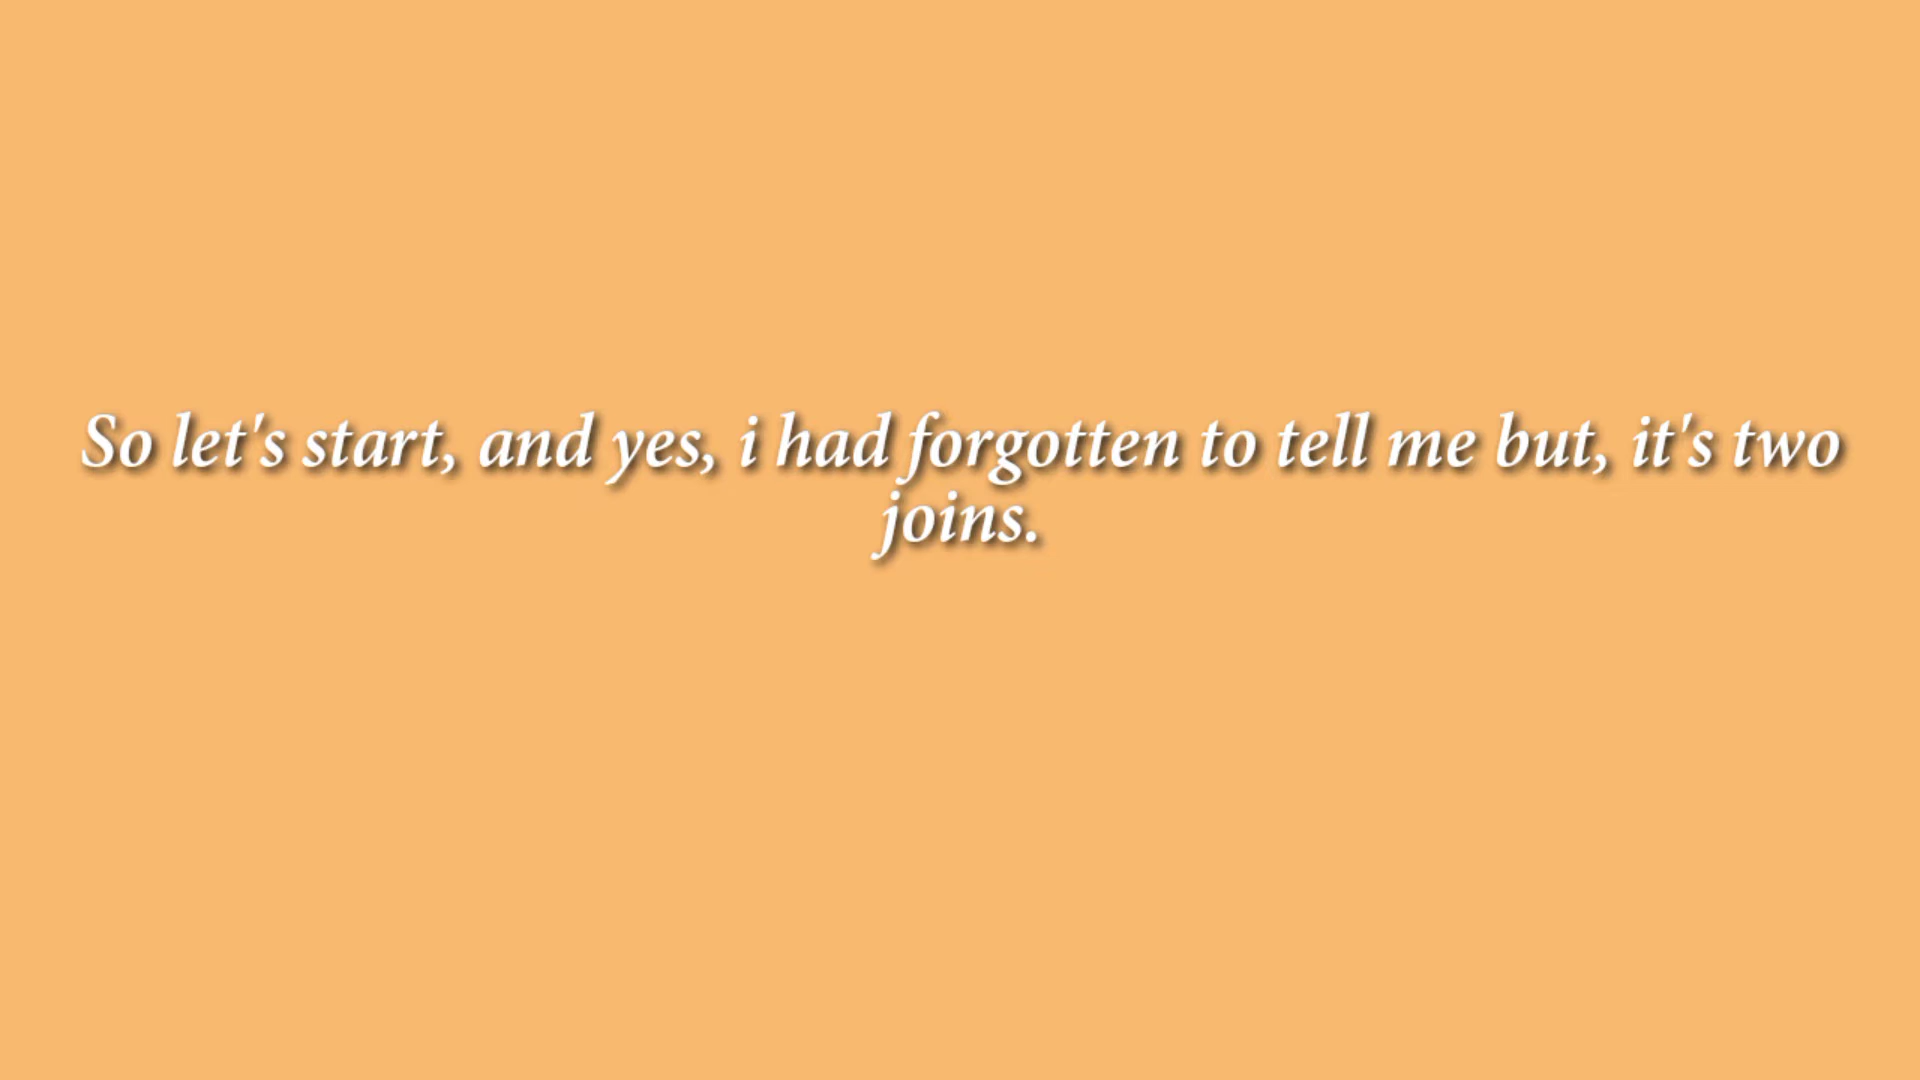 So let's start, and yes, i had forgotten to tell me but, it's two
joins.